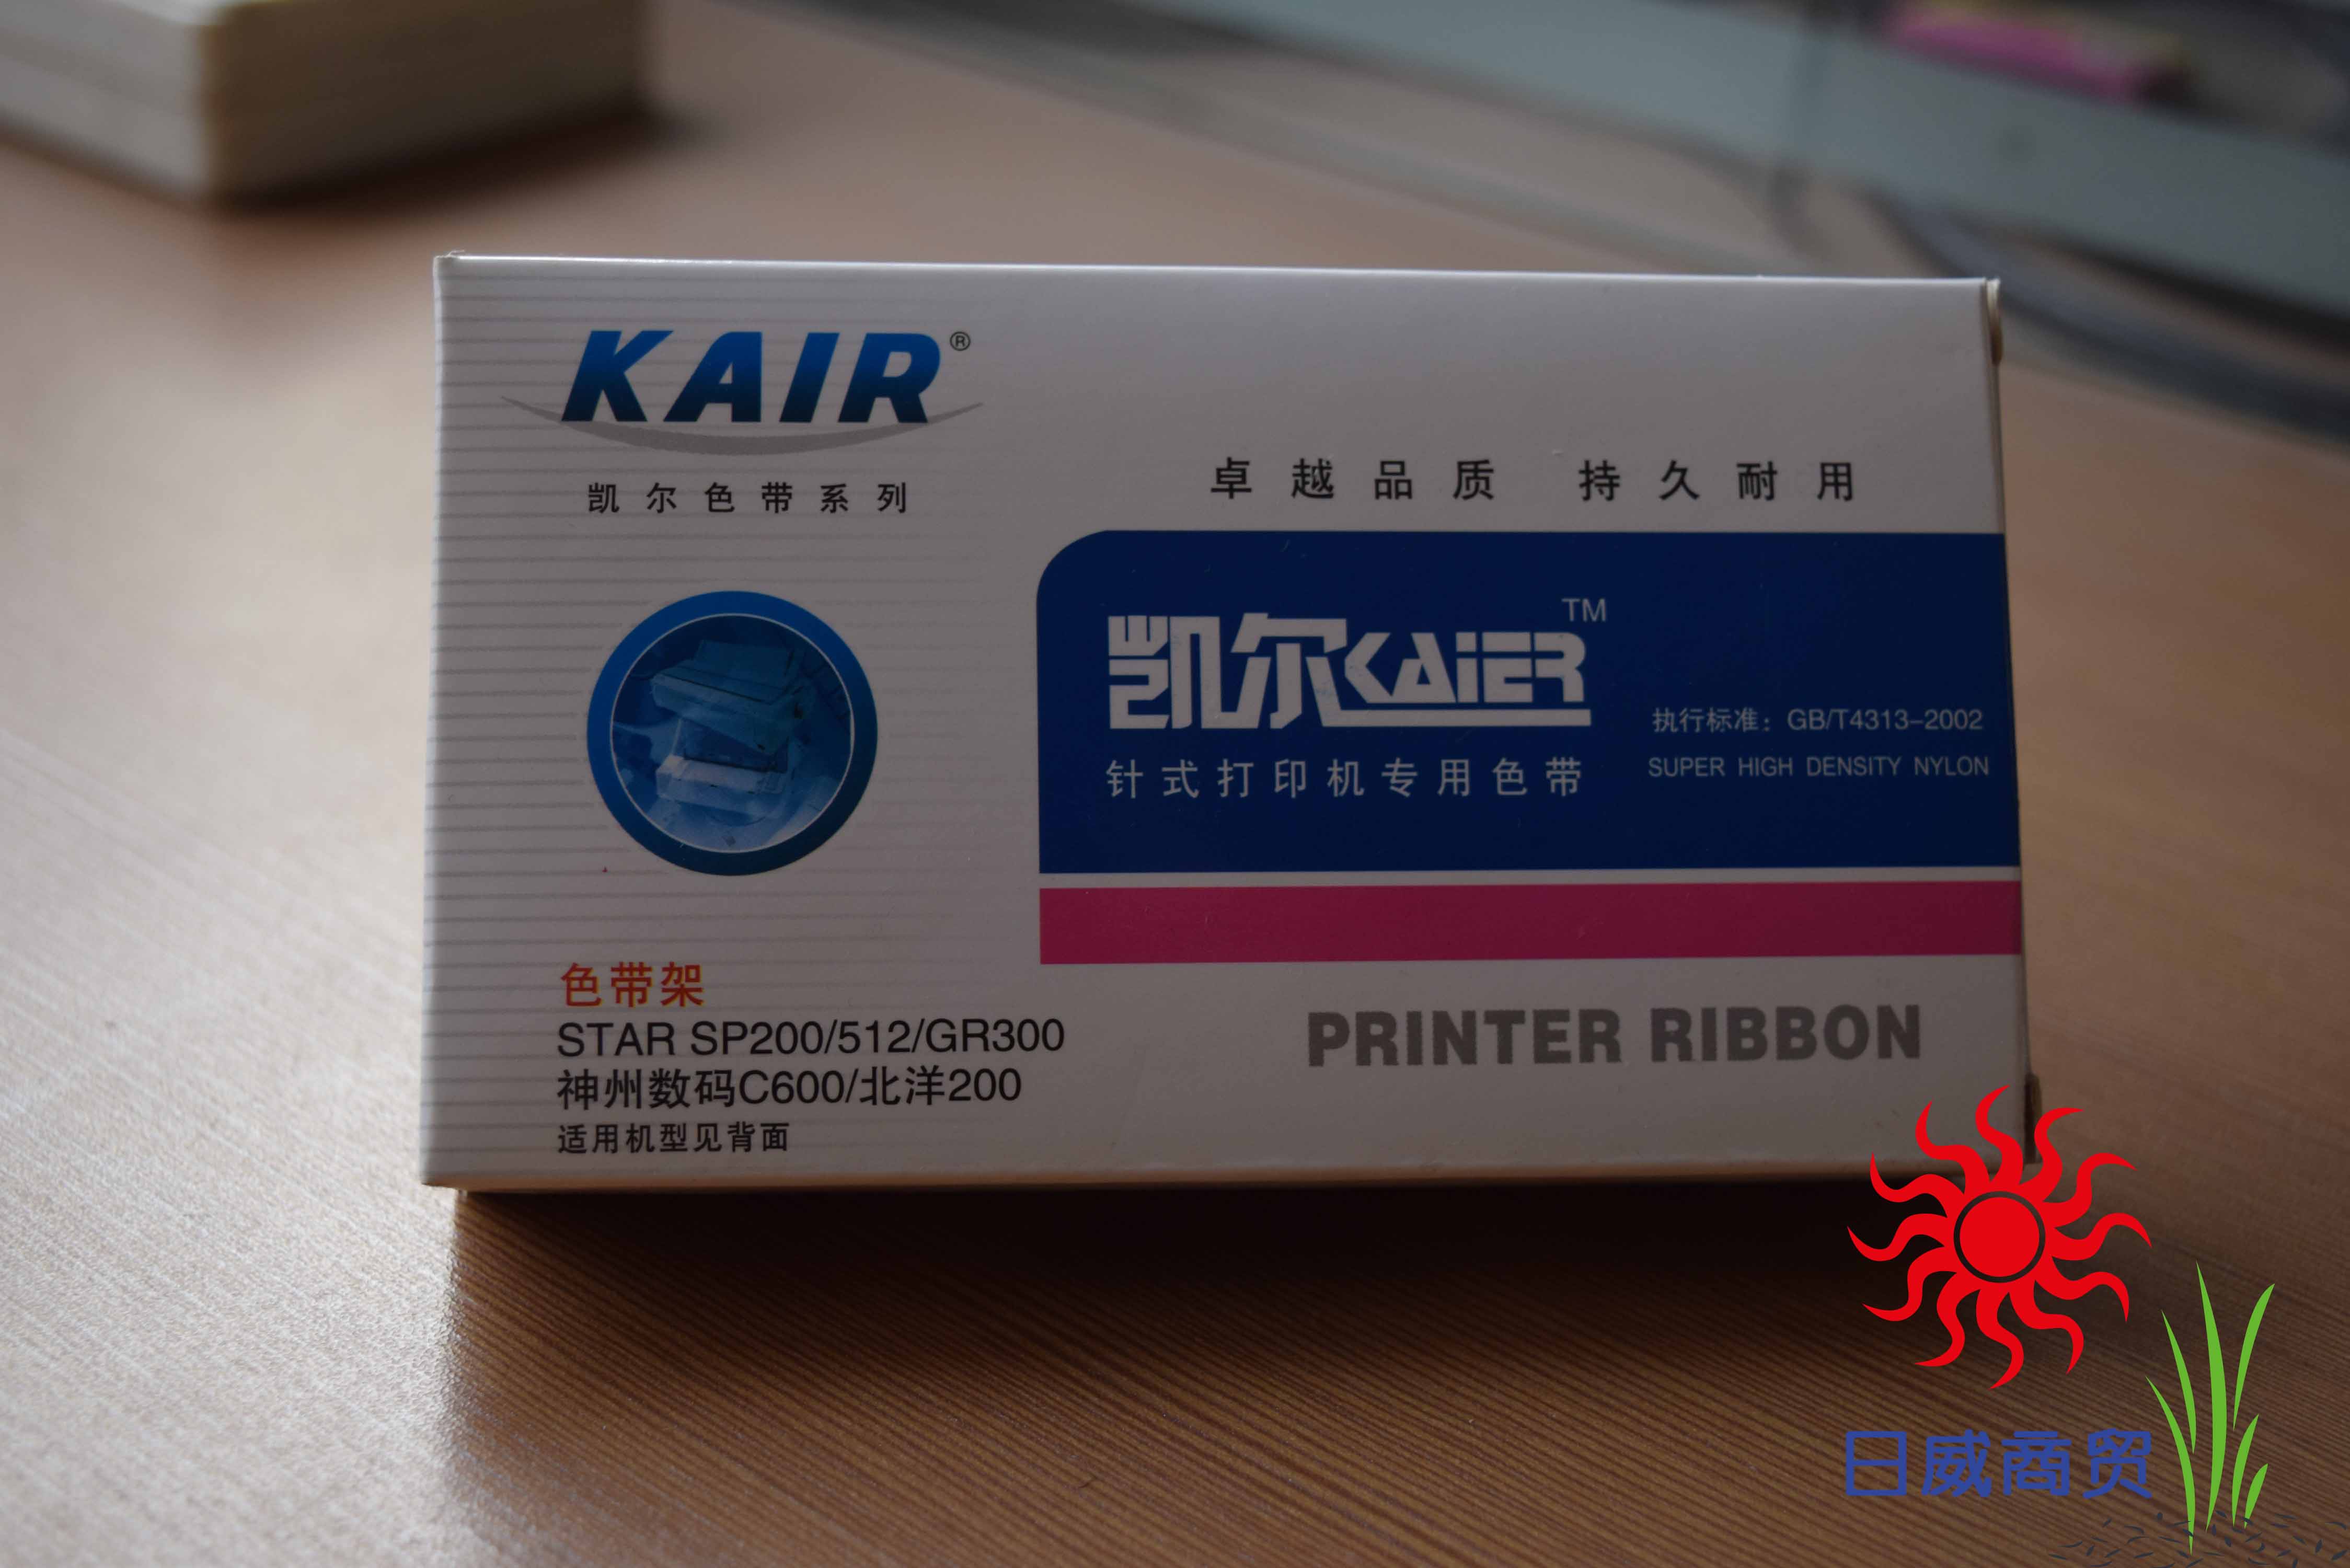 KAIR®
凯尔色带系列
卓越品质 持久耐用
凯尔KAiER™
执行标准：GB/T4313-2002
针式打印机专用色带
SUPER HIGH DENSITY NYLON
色带架
STAR SP200/512/GR300
神州数码C600/北洋200
适用机型见背面
PRINTER RIBBON
日威商贸